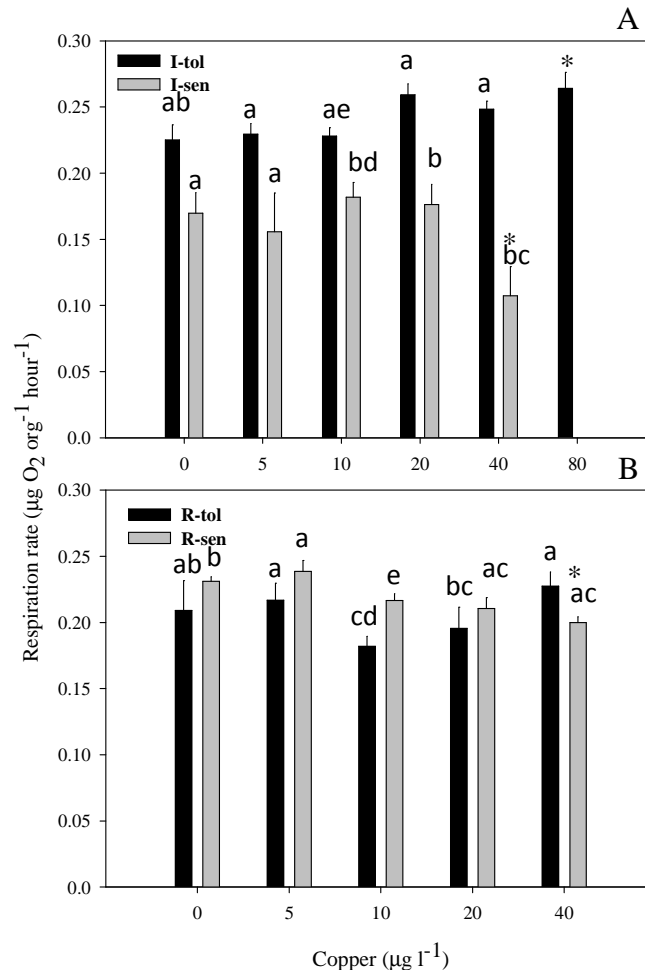 A
0.30
I-tol
I-sen
a
a
*
ab
a
ae
0.25
0.20
a
bd
b
0.15
*
bc
0.10
0.05
0.0
0 5 10 20 40 80
B
0.30
R-tol
R-sen
ab b
a
a
cd
e
bc
ac
a
*
ac
0.25
0.20
0.15
0.10
0.05
0.0
0 5 10 20 40
Respiration rate (µg O2 org-1 hour-1)
Copper (µg l-1)